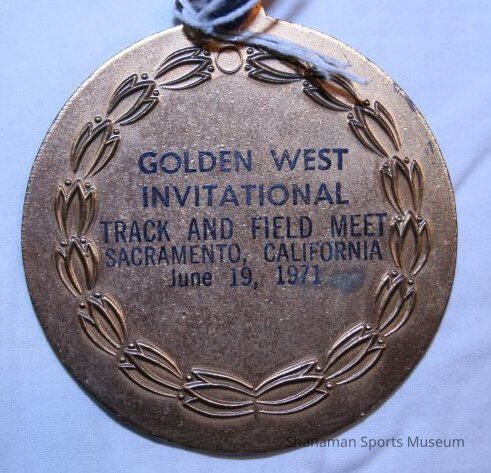 GOLDEN WEST
INVITATIONAL
TRACK AND FIELD MEET
SACRAMENTO, CALIFORNIA
June 19, 1971
Shanaman Sports Museum